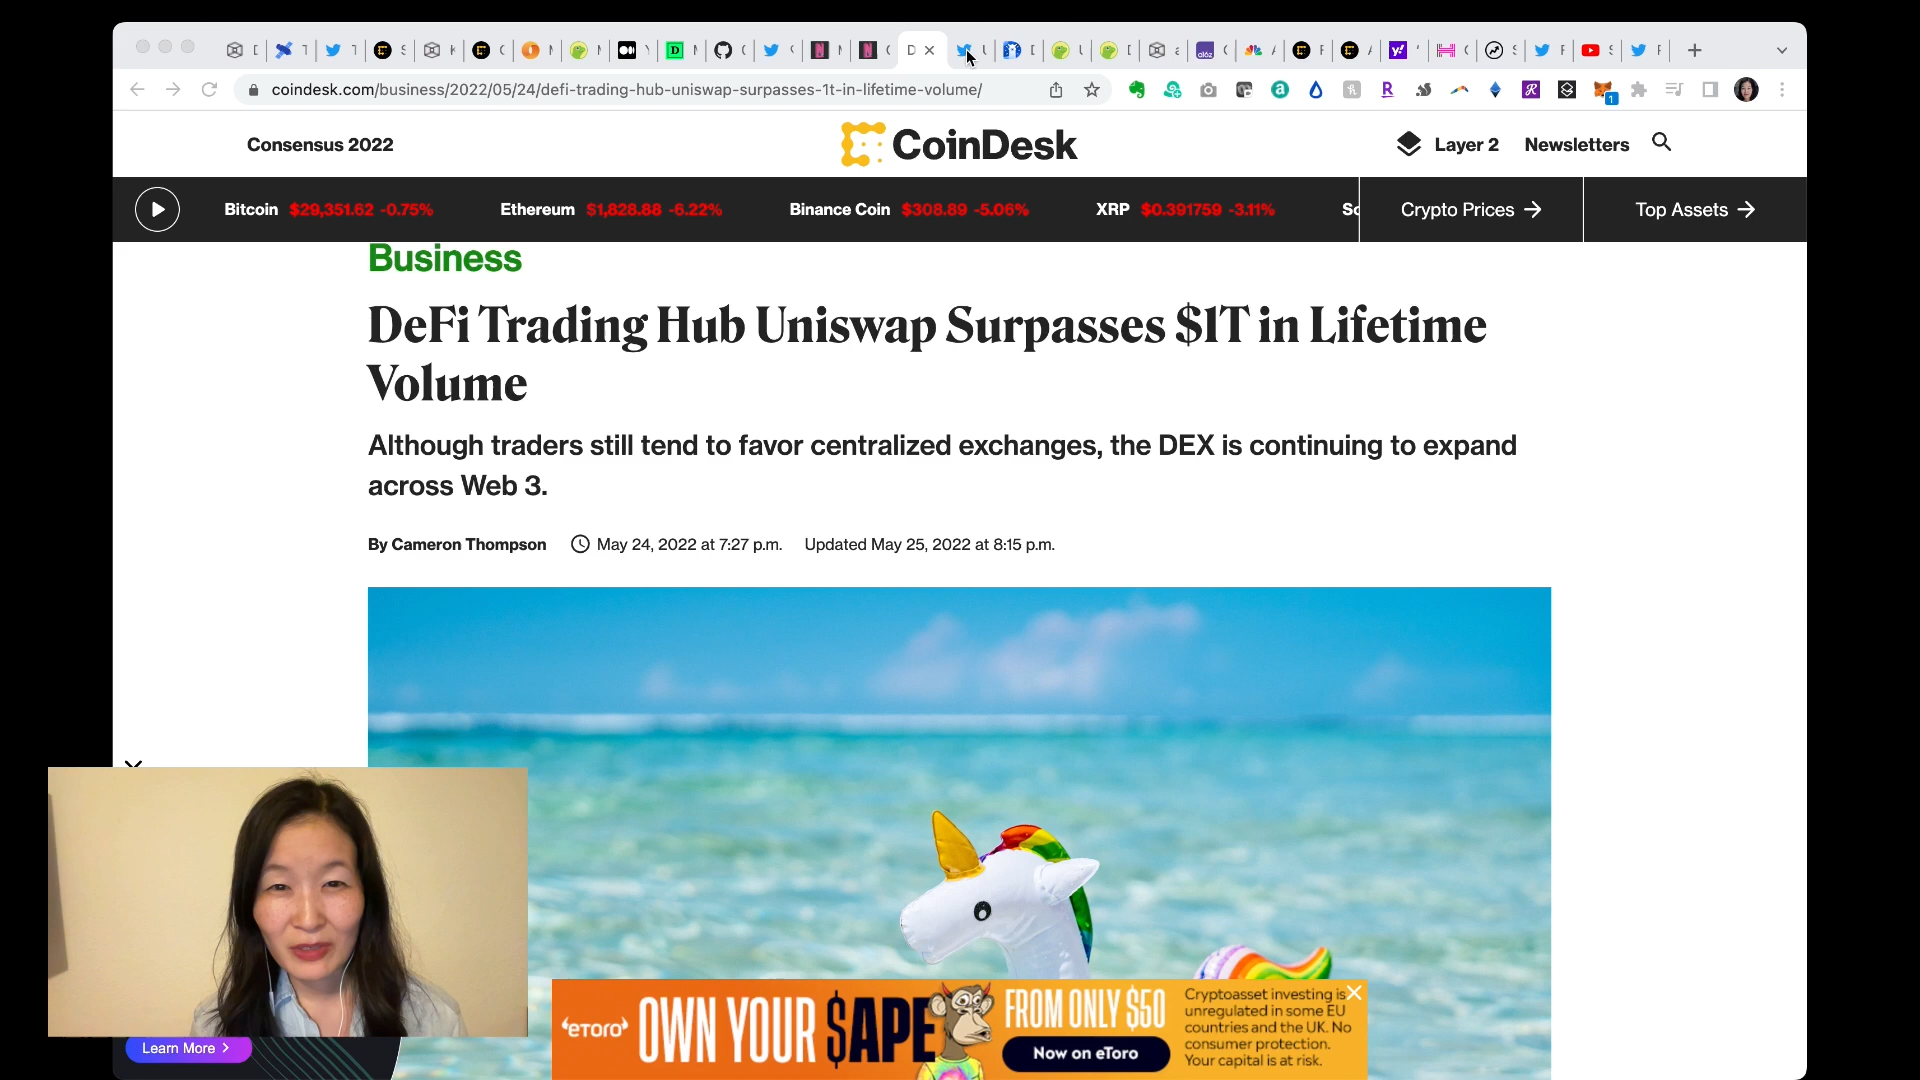 coindesk.com/business/2022/05/24/defi-trading-hub-uniswap-surpasses-1t-in-lifetime-volume/
Consensus 2022
CoinDesk
Layer 2
Newsletters
Bitcoin $29,351.62 -0.75%
Ethereum $1,828.88 -6.22%
Binance Coin $308.89 -5.06%
XRP $0.391759 -3.11%
Crypto Prices →
Top Assets →
Business
DeFi Trading Hub Uniswap Surpasses $1T in Lifetime
Volume
Although traders still tend to favor centralized exchanges, the DEX is continuing to expand
across Web 3.
By Cameron Thompson
May 24, 2022 at 7:27 p.m.
Updated May 25, 2022 at 8:15 p.m.
Learn More >
eTORO
OWN YOUR $APE
FROM ONLY $50
Now on eToro
Cryptoasset investing is
unregulated in some EU
countries and the UK. No
consumer protection.
Your capital is at risk.